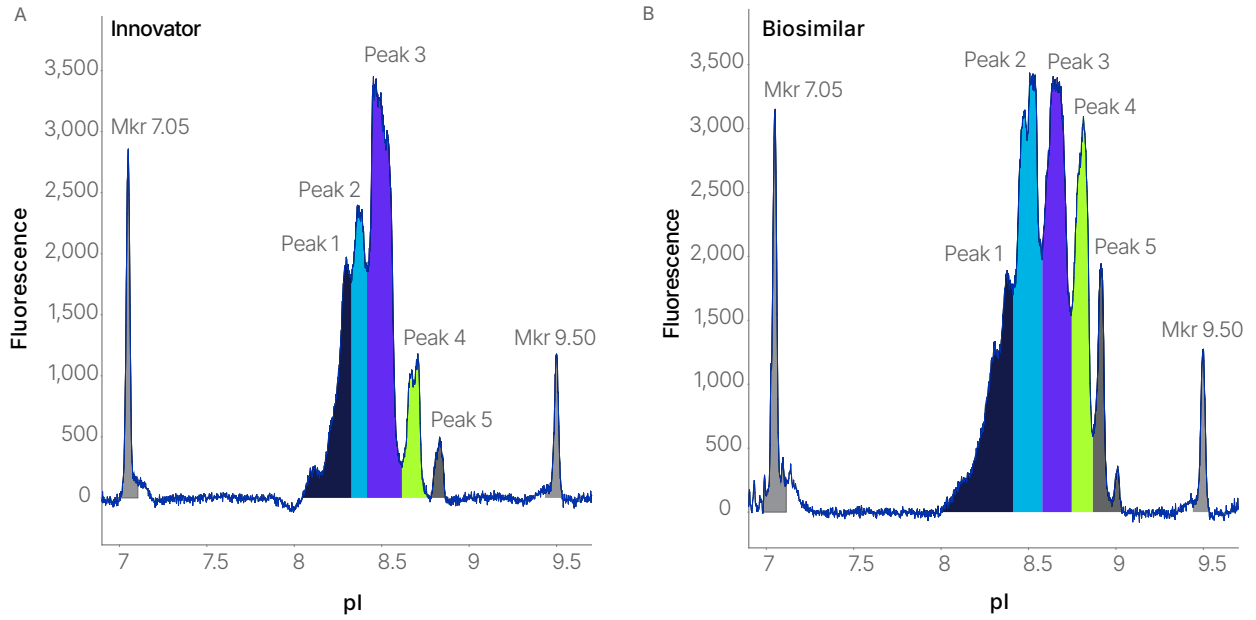 A
Innovator
Peak 3
3,500
Mkr 7.05
3,000
2,500
Peak 2
Peak 1
2,000
1,500
Peak 4
Mkr 9.50
1,000
Peak 5
500
0
Fluorescence
7
7.5
8
8.5
9
9.5
pI
B
Biosimilar
Peak 2
Peak 3
3,500
Mkr 7.05
Peak 4
3,000
2,500
Peak 1
Peak 5
2,000
1,500
Mkr 9.50
1,000
500
0
Fluorescence
7
7.5
8
8.5
9
9.5
pI